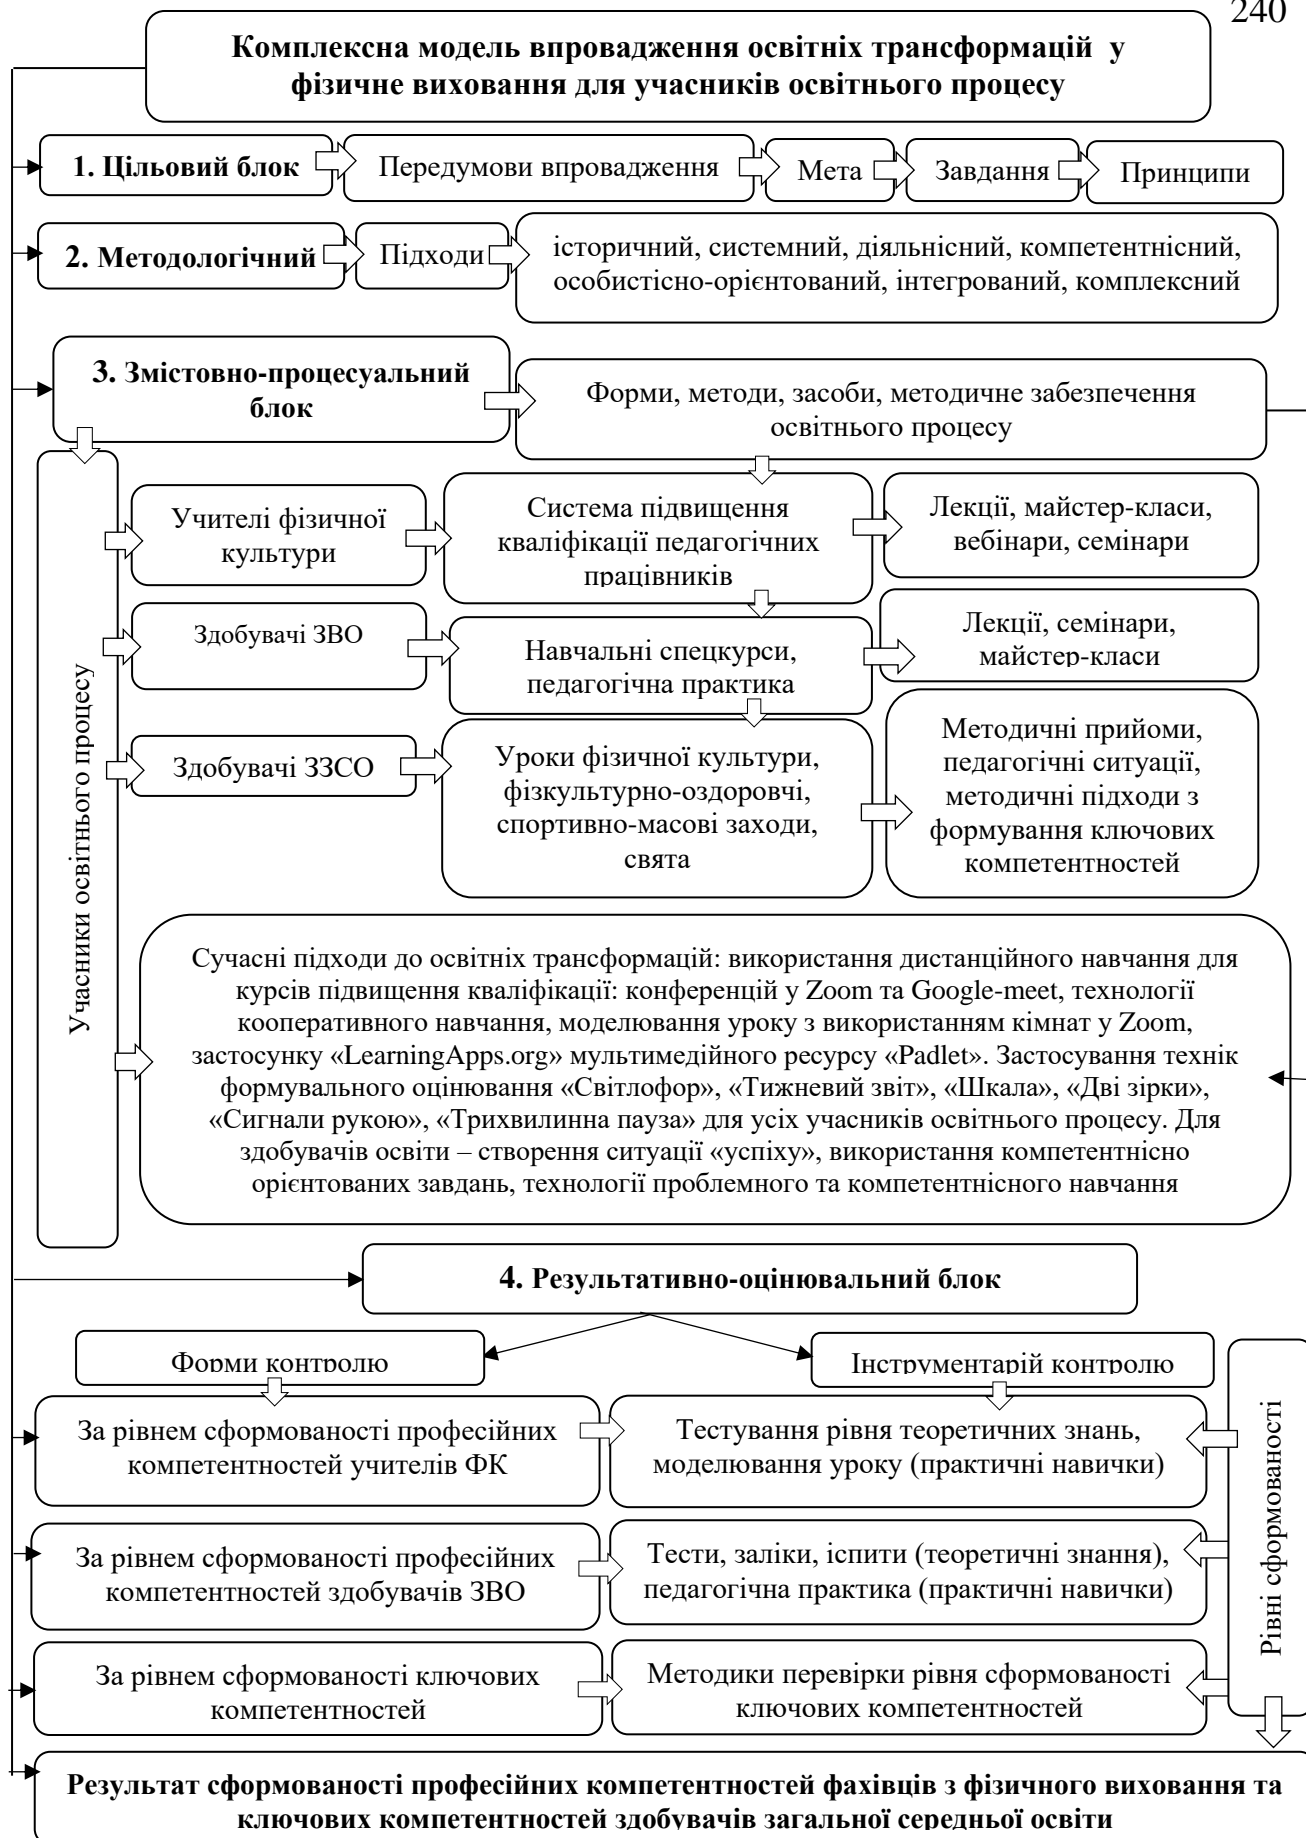 240
Комплексна модель впровадження освітніх трансформацій у
фізичне виховання для учасників освітнього процесу
1. Цільовий блок
Передумови впровадження
Мета
Завдання
Принципи
2. Методологічний
Підходи
історичний, системний, діяльнісний, компетентнісний,
особистісно-орієнтований, інтегрований, комплексний
3. Змістовно-процесуальний
блок
Форми, методи, засоби, методичне забезпечення
освітнього процесу
Учасники освітнього процесу
Учителі фізичної
культури
Система підвищення
кваліфікації педагогічних
працівників
Лекції, майстер-класи,
вебінари, семінари
Здобувачі ЗВО
Навчальні спецкурси,
педагогічна практика
Лекції, семінари,
майстер-класи
Здобувачі ЗЗСО
Уроки фізичної культури,
фізкультурно-оздоровчі,
спортивно-масові заходи,
свята
Методичні прийоми,
педагогічні ситуації,
методичні підходи з
формування ключових
компетентностей
Сучасні підходи до освітніх трансформацій: використання дистанційного навчання для
курсів підвищення кваліфікації: конференцій у Zoom та Google-meet, технології
кооперативного навчання, моделювання уроку з використанням кімнат у Zoom,
застосунку «LearningApps.org» мультимедійного ресурсу «Padlet». Застосування технік
формувального оцінювання «Світлофор», «Тижневий звіт», «Шкала», «Дві зірки»,
«Сигнали рукою», «Трихвилинна пауза» для усіх учасників освітнього процесу. Для
здобувачів освіти – створення ситуації «успіху», використання компетентнісно
орієнтованих завдань, технології проблемного та компетентнісного навчання
4. Результативно-оцінювальний блок
Форми контролю
Інструментарій контролю
За рівнем сформованості професійних
компетентностей учителів ФК
Тестування рівня теоретичних знань,
моделювання уроку (практичні навички)
Рівні сформованості
За рівнем сформованості професійних
компетентностей здобувачів ЗВО
Тести, заліки, іспити (теоретичні знання),
педагогічна практика (практичні навички)
За рівнем сформованості ключових
компетентностей
Методики перевірки рівня сформованості
ключових компетентностей
Результат сформованості професійних компетентностей фахівців з фізичного виховання та
ключових компетентностей здобувачів загальної середньої освіти